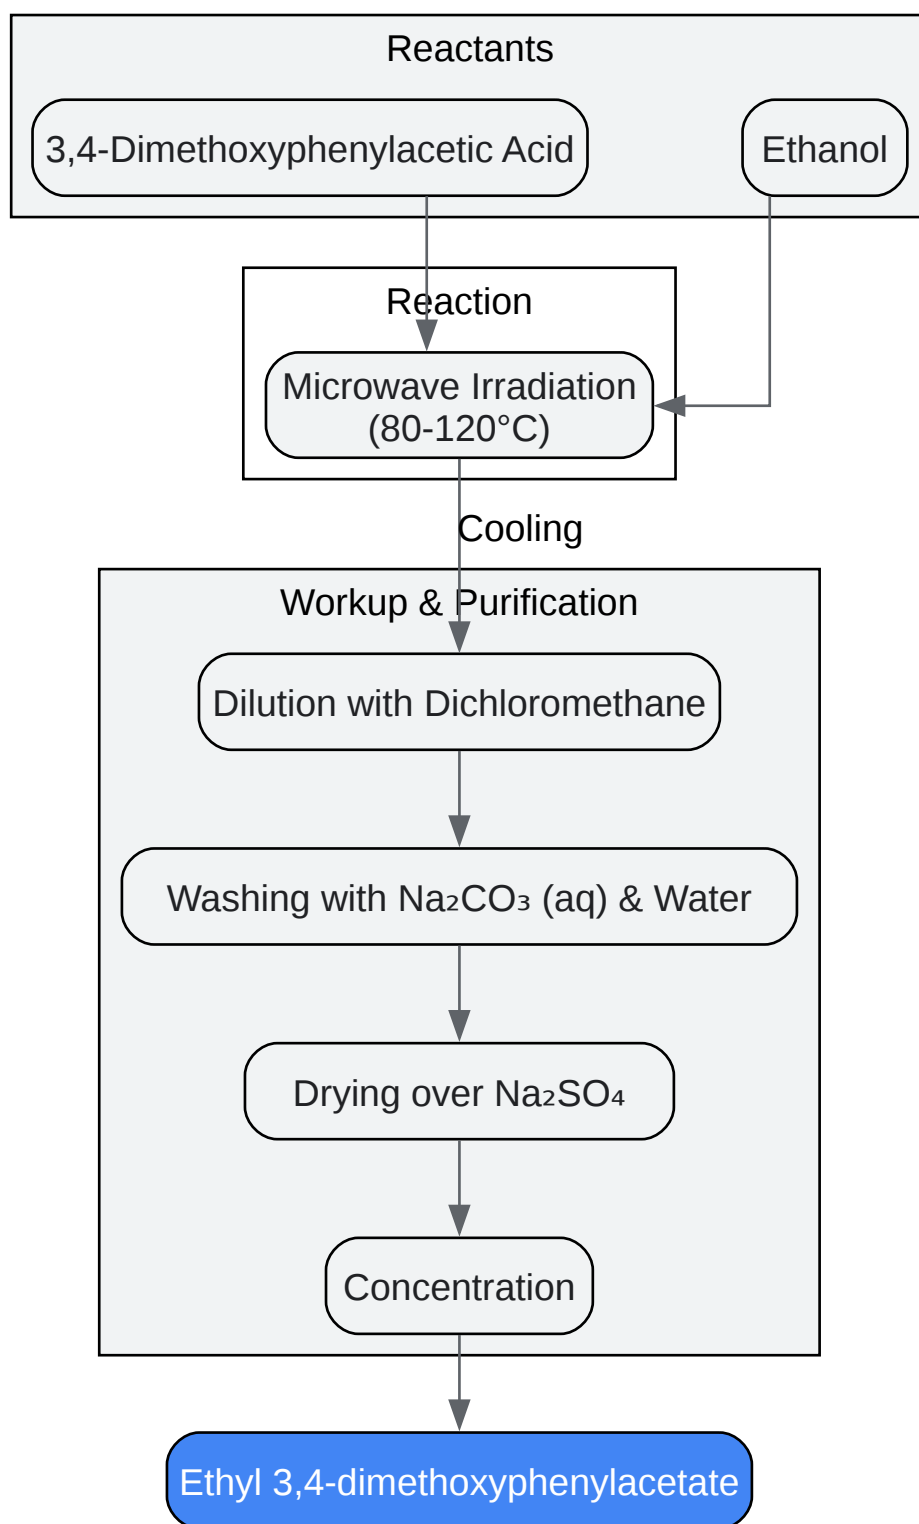 Reactants
3,4-Dimethoxyphenylacetic Acid
Ethanol
Reaction
Microwave Irradiation
(80-120°C)
Cooling
Workup & Purification
Dilution with Dichloromethane
Washing with Na₂CO₃ (aq) & Water
Drying over Na₂SO₄
Concentration
Ethyl 3,4-dimethoxyphenylacetate